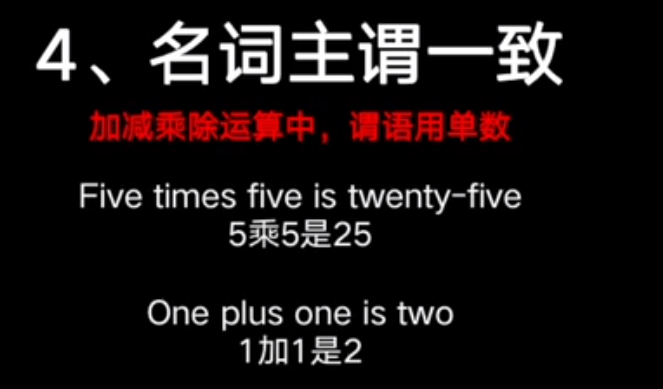 4、名词主谓一致
加减乘除运算中，谓语用单数
Five times five is twenty-five
5乘5是25
One plus one is two
1加1是2